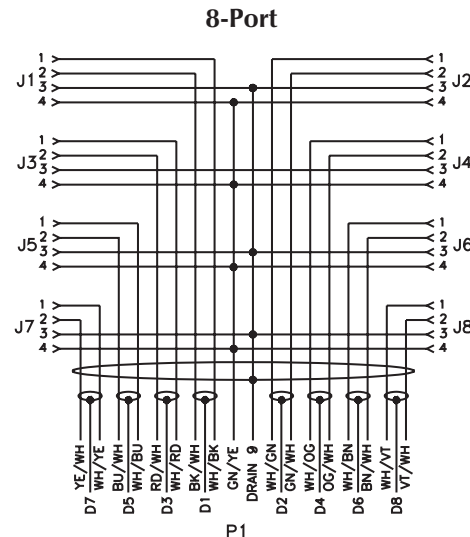 8-Port
1 1
2 2
J1 3 3 J2
4 4
1 1
2 2
J3 3 3 J4
4 4
1 1
2 2
J5 3 3 J6
4 4
1 1
2 2
J7 3 3 J8
4 4
YE/WH D7 WH/YE BU/WH D5 WH/BU RD/WH D3 WH/RD BK/WH D1 WH/BK GN/YE DRAIN 9 WH/GN D2 GN/WH WH/OG D4 OG/WH WH/BN D6 BN/WH WH/VT D8 VT/WH
P1